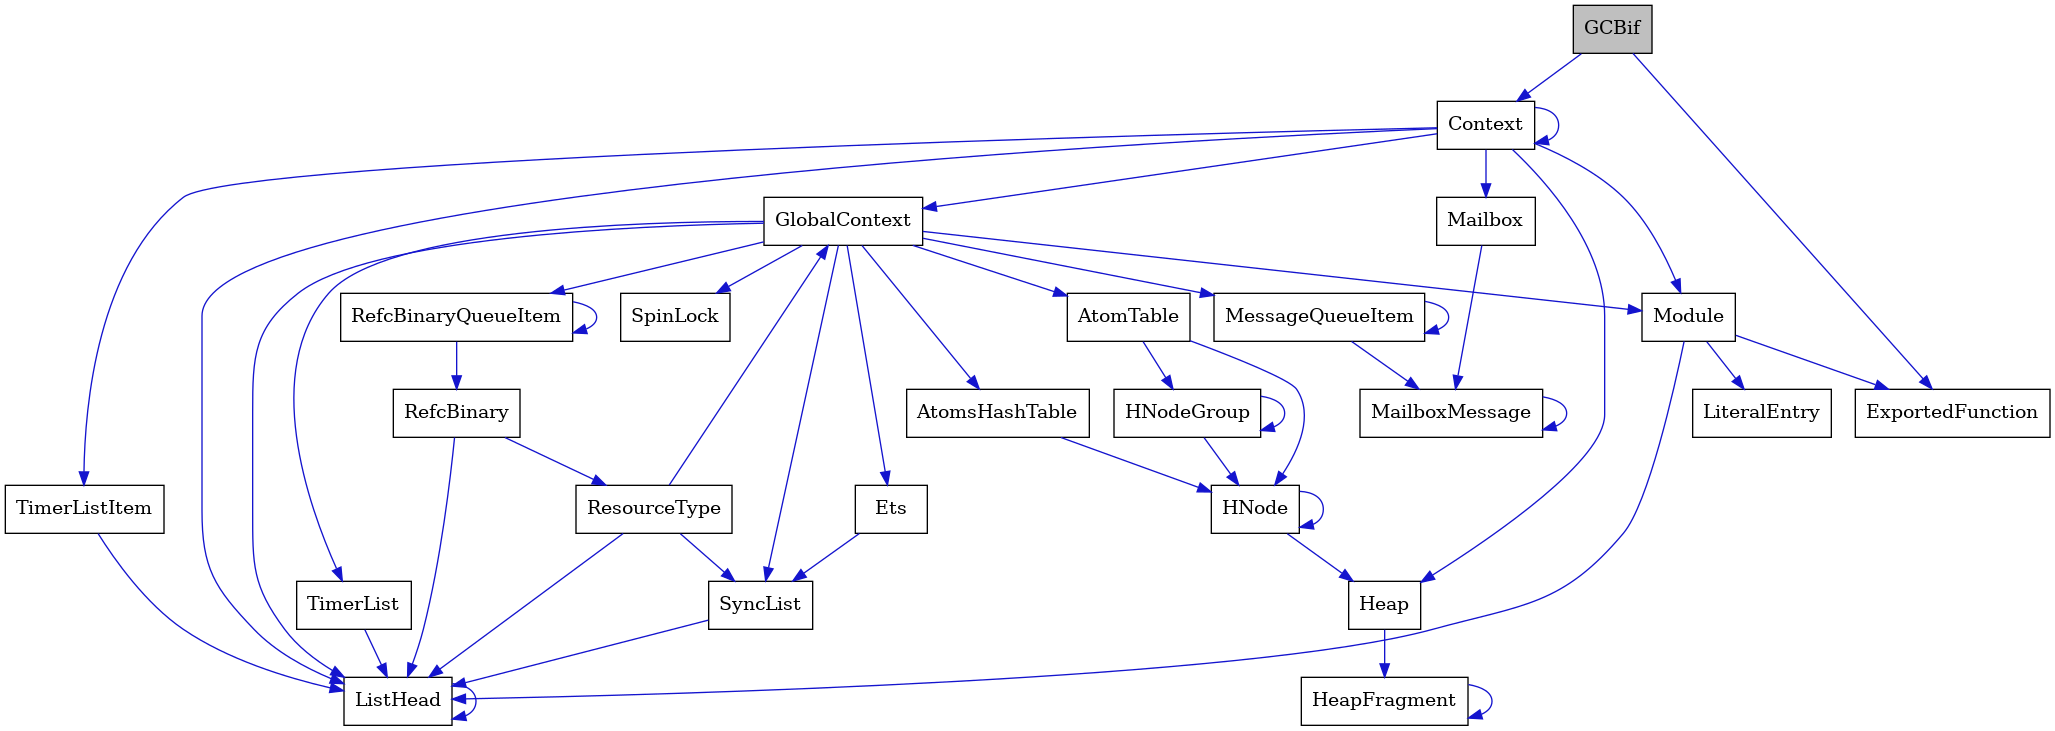 GCBif
Context
GlobalContext
Mailbox
RefcBinaryQueueItem
SpinLock
AtomTable
MessageQueueItem
Module
RefcBinary
AtomsHashTable
HNodeGroup
MailboxMessage
LiteralEntry
ExportedFunction
TimerListItem
ResourceType
Ets
HNode
TimerList
SyncList
Heap
ListHead
HeapFragment